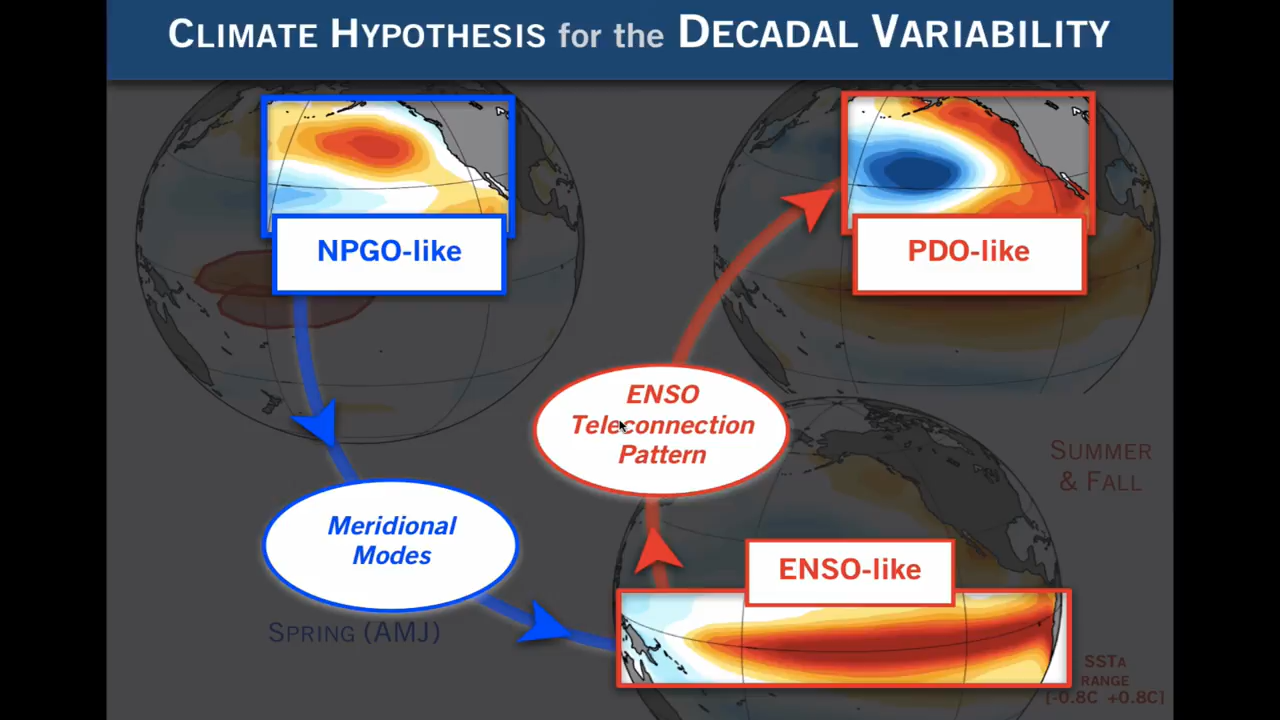 CLIMATE HYPOTHESIS for the DECADAL VARIABILITY
NPGO-like
PDO-like
ENSO
Teleconnection
Pattern
SUMMER
& FALL
Meridional
Modes
ENSO-like
SPRING (AMJ)
SSTA
RANGE
[-0.8C +0.8C]